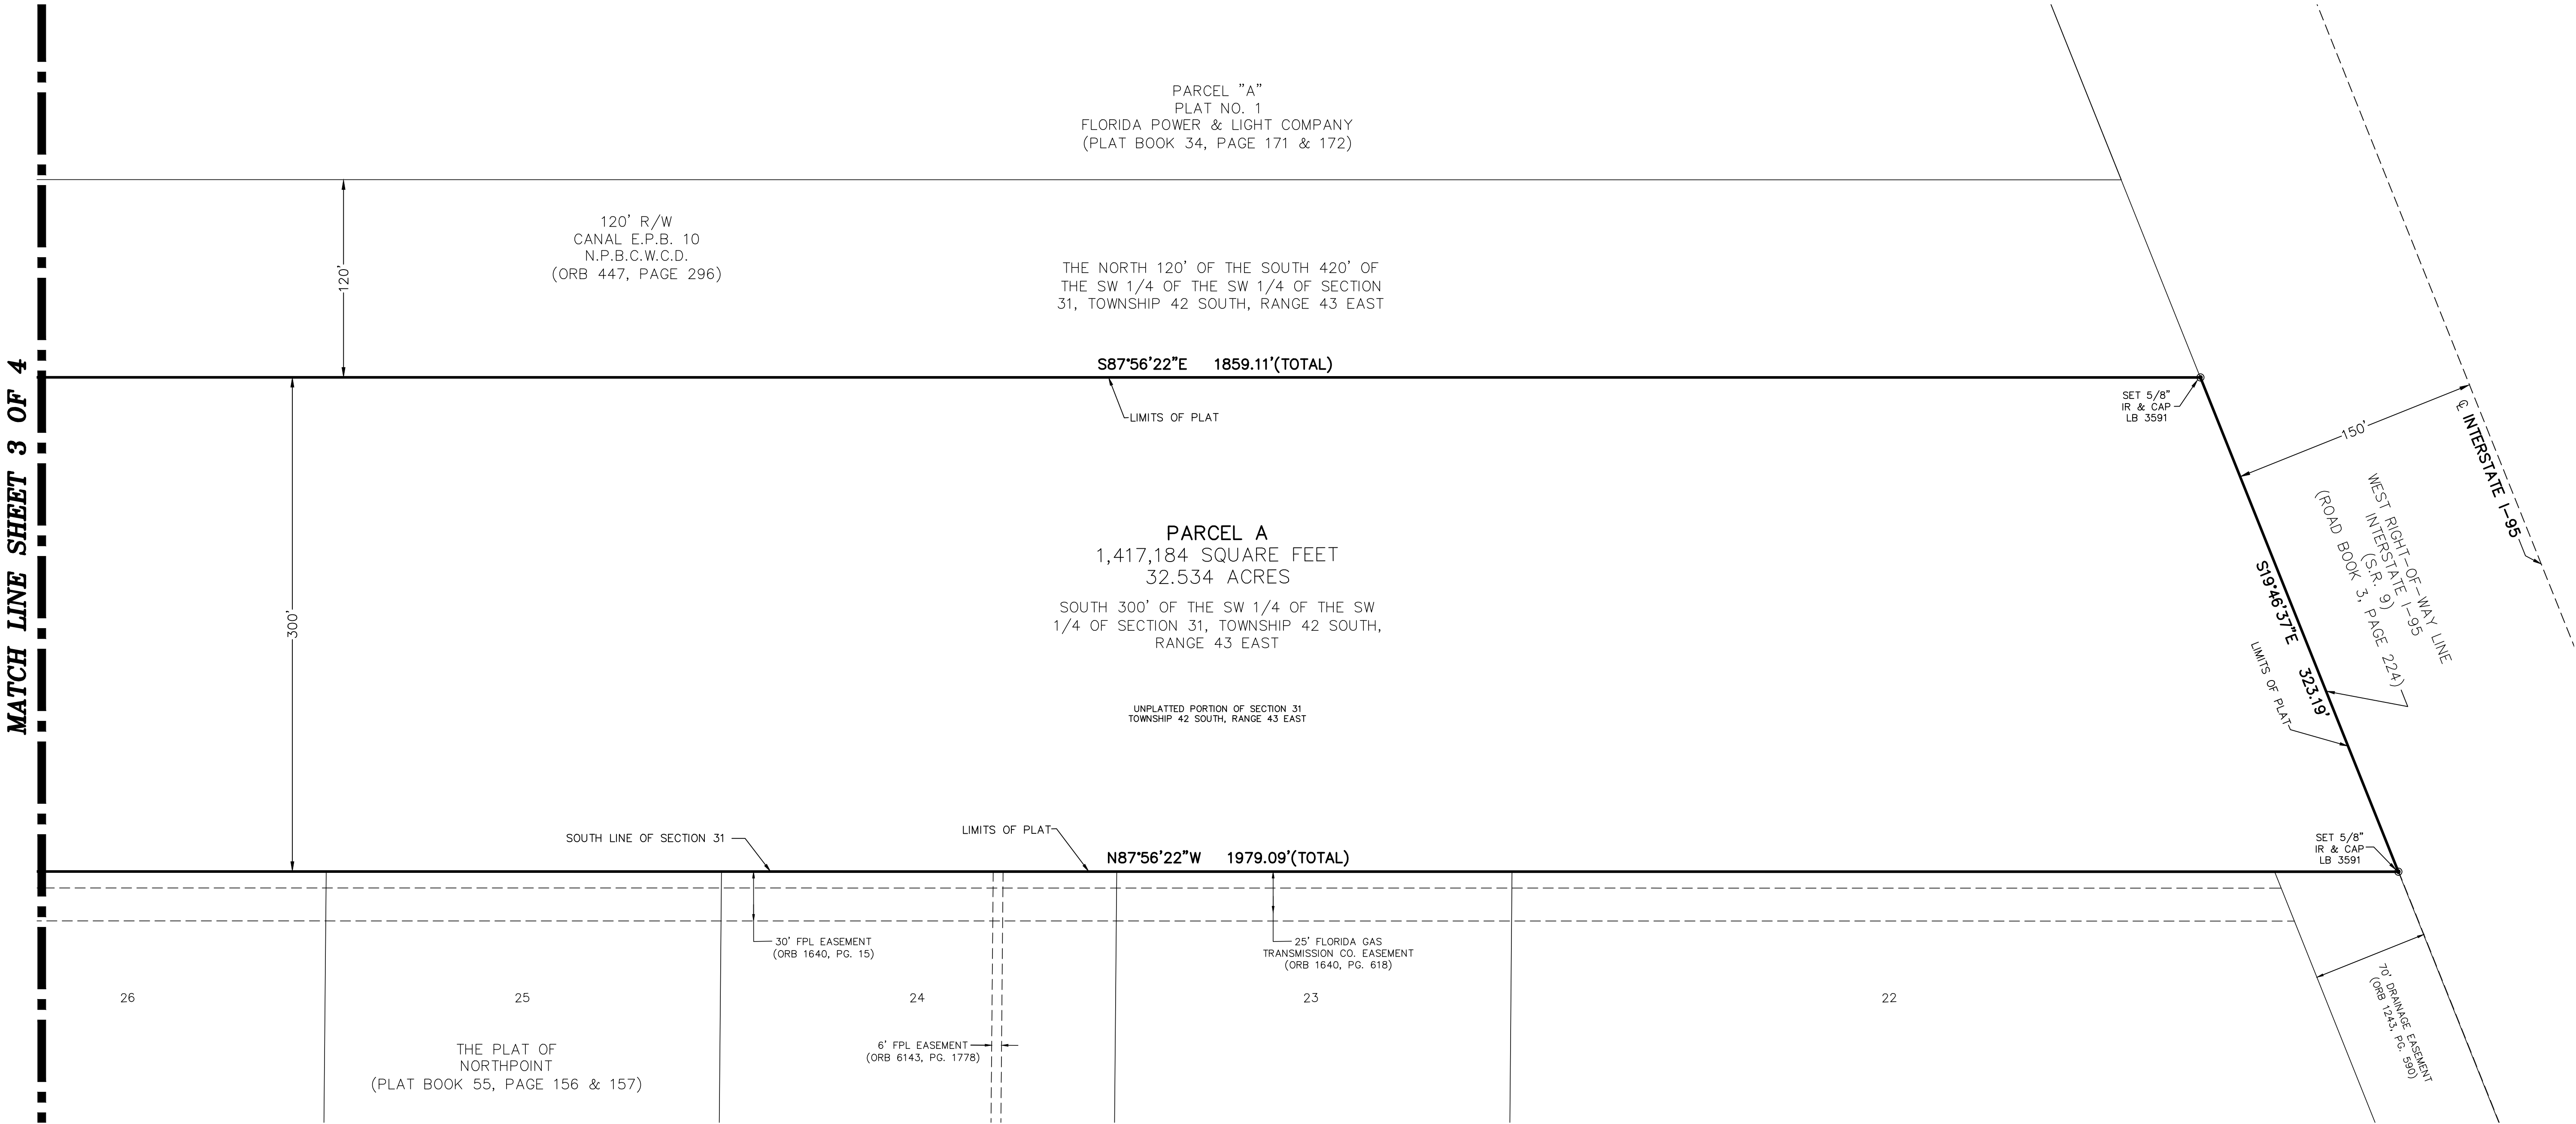 MATCH LINE SHEET 3 OF 4
PARCEL "A"
PLAT NO. 1
FLORIDA POWER & LIGHT COMPANY
(PLAT BOOK 34, PAGE 171 & 172)
120' R/W
CANAL E.P.B. 10
N.P.B.C.W.C.D.
(ORB 447, PAGE 296)
120'
THE NORTH 120' OF THE SOUTH 420' OF
THE SW 1/4 OF THE SW 1/4 OF SECTION
31, TOWNSHIP 42 SOUTH, RANGE 43 EAST
S87°56'22"E 1859.11'(TOTAL)
LIMITS OF PLAT
SET 5/8"
IR & CAP
LB 3591
150'
℄ INTERSTATE I-95
WEST RIGHT-OF-WAY LINE
INTERSTATE I-95
(S.R. 9)
(ROAD BOOK 3, PAGE 224)
S19°46'37"E 323.19'
LIMITS OF PLAT
PARCEL A
1,417,184 SQUARE FEET
32.534 ACRES
SOUTH 300' OF THE SW 1/4 OF THE SW
1/4 OF SECTION 31, TOWNSHIP 42 SOUTH,
RANGE 43 EAST
300'
UNPLATTED PORTION OF SECTION 31
TOWNSHIP 42 SOUTH, RANGE 43 EAST
SOUTH LINE OF SECTION 31
LIMITS OF PLAT
N87°56'22"W 1979.09'(TOTAL)
SET 5/8"
IR & CAP
LB 3591
30' FPL EASEMENT
(ORB 1640, PG. 15)
25' FLORIDA GAS
TRANSMISSION CO. EASEMENT
(ORB 1640, PG. 618)
26
25
24
23
22
70' DRAINAGE EASEMENT
(ORB 1243, PG. 590)
6' FPL EASEMENT
(ORB 6143, PG. 1778)
THE PLAT OF
NORTHPOINT
(PLAT BOOK 55, PAGE 156 & 157)